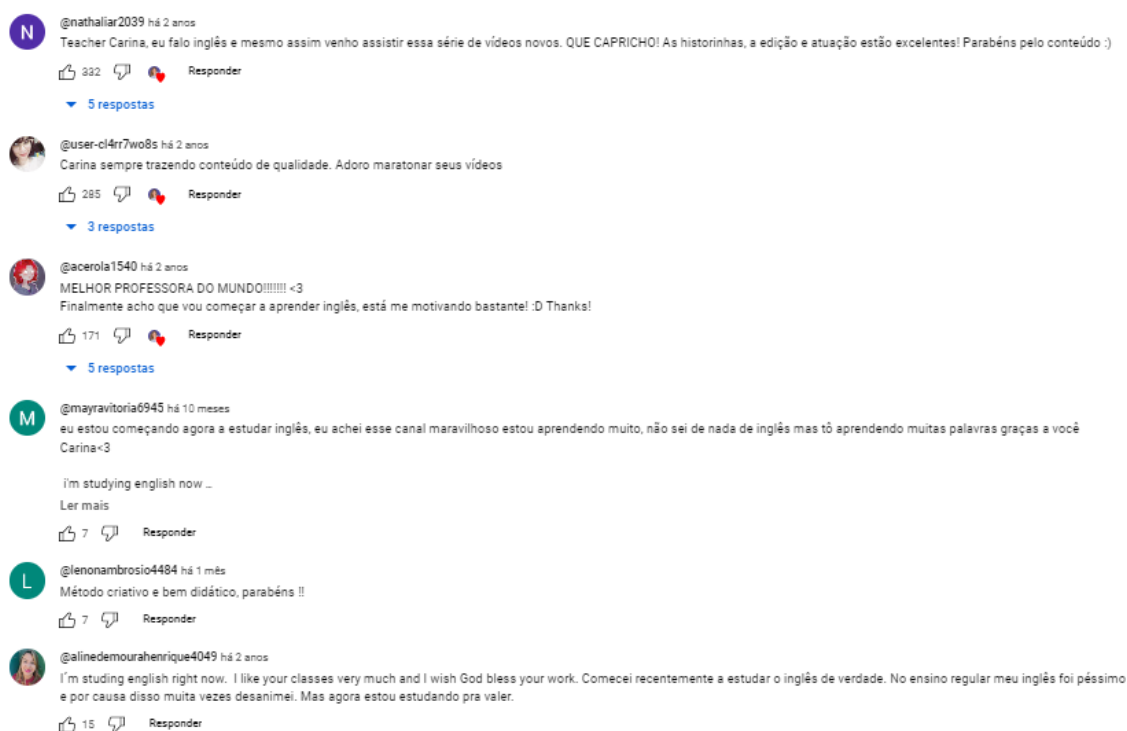 N
@nathaliar2039 há 2 anos
Teacher Carina, eu falo inglês e mesmo assim venho assistir essa série de vídeos novos. QUE CAPRICHO! As historinhas, a edição e atuação estão excelentes! Parabéns pelo conteúdo :)
332 Responder
5 respostas
@user-cl4rr7wo8s há 2 anos
Carina sempre trazendo conteúdo de qualidade. Adoro maratonar seus vídeos
285 Responder
3 respostas
@acerola1540 há 2 anos
MELHOR PROFESSORA DO MUNDO!!!!!!! <3
Finalmente acho que vou começar a aprender inglês, está me motivando bastante! :D Thanks!
171 Responder
5 respostas
M
@mayravitoria6945 há 10 meses
eu estou começando agora a estudar inglês, eu achei esse canal maravilhoso estou aprendendo muito, não sei de nada de inglês mas tô aprendendo muitas palavras graças a você
Carina<3
i'm studying english now ...
Ler mais
7 Responder
L
@lenonambrosio4484 há 1 mês
Método criativo e bem didático, parabéns !!
7 Responder
@alinedemourahenrique4049 há 2 anos
I´m studing english right now. I like your classes very much and I wish God bless your work. Comecei recentemente a estudar o inglês de verdade. No ensino regular meu inglês foi péssimo
e por causa disso muita vezes desanimei. Mas agora estou estudando pra valer.
15 Responder